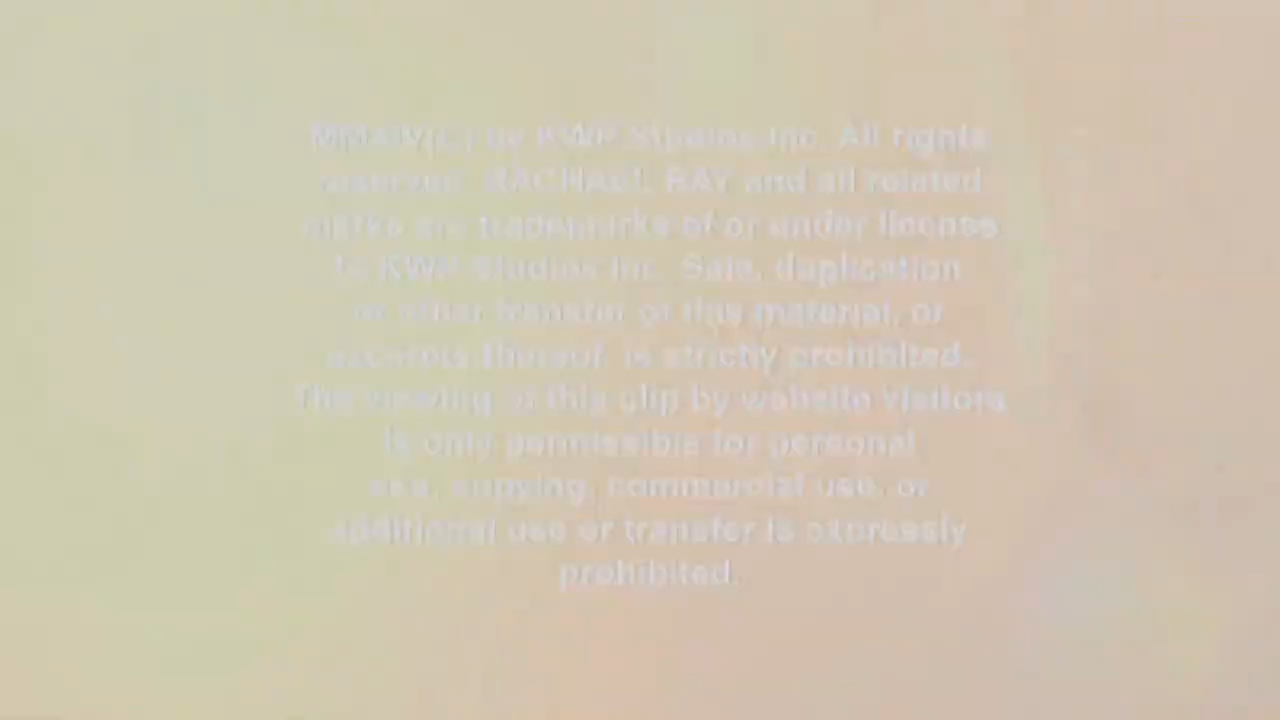 by KWP Studios Inc. All rights
reserved. RACHAEL RAY and all related
marks are trademarks of or under license
to KWP Studios Inc. Sale, duplication
or other transfer of this material, or
excerpts thereof, is strictly prohibited.
The viewing of this clip by website visitors
is only permissible for personal
use, copying, commercial use, or
additional use or transfer is expressly
prohibited.